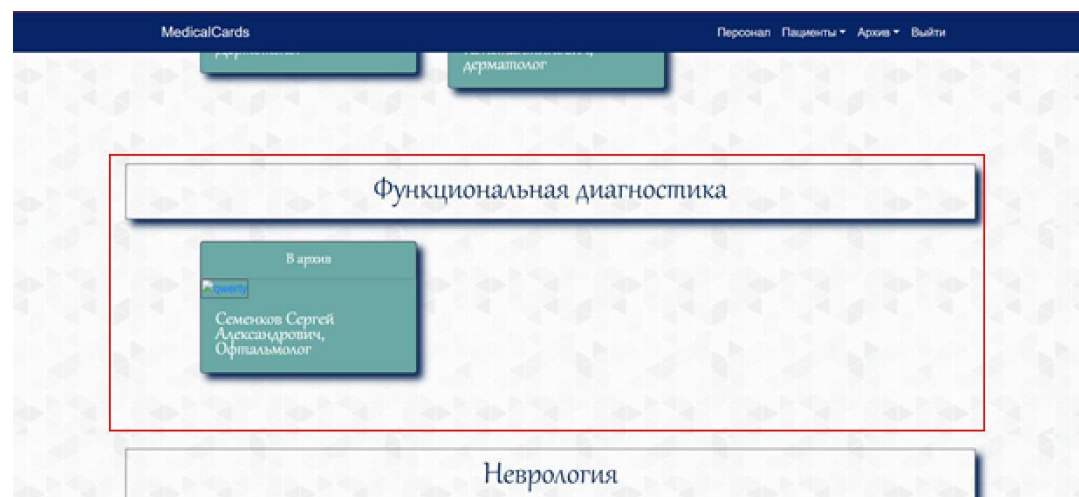 MedicalCards
Персонал Пациенты Архив Выйти
дерматолог
Функциональная диагностика
В архив
qwerty
Семенков Сергей
Александрович,
Офтальмолог
Неврология